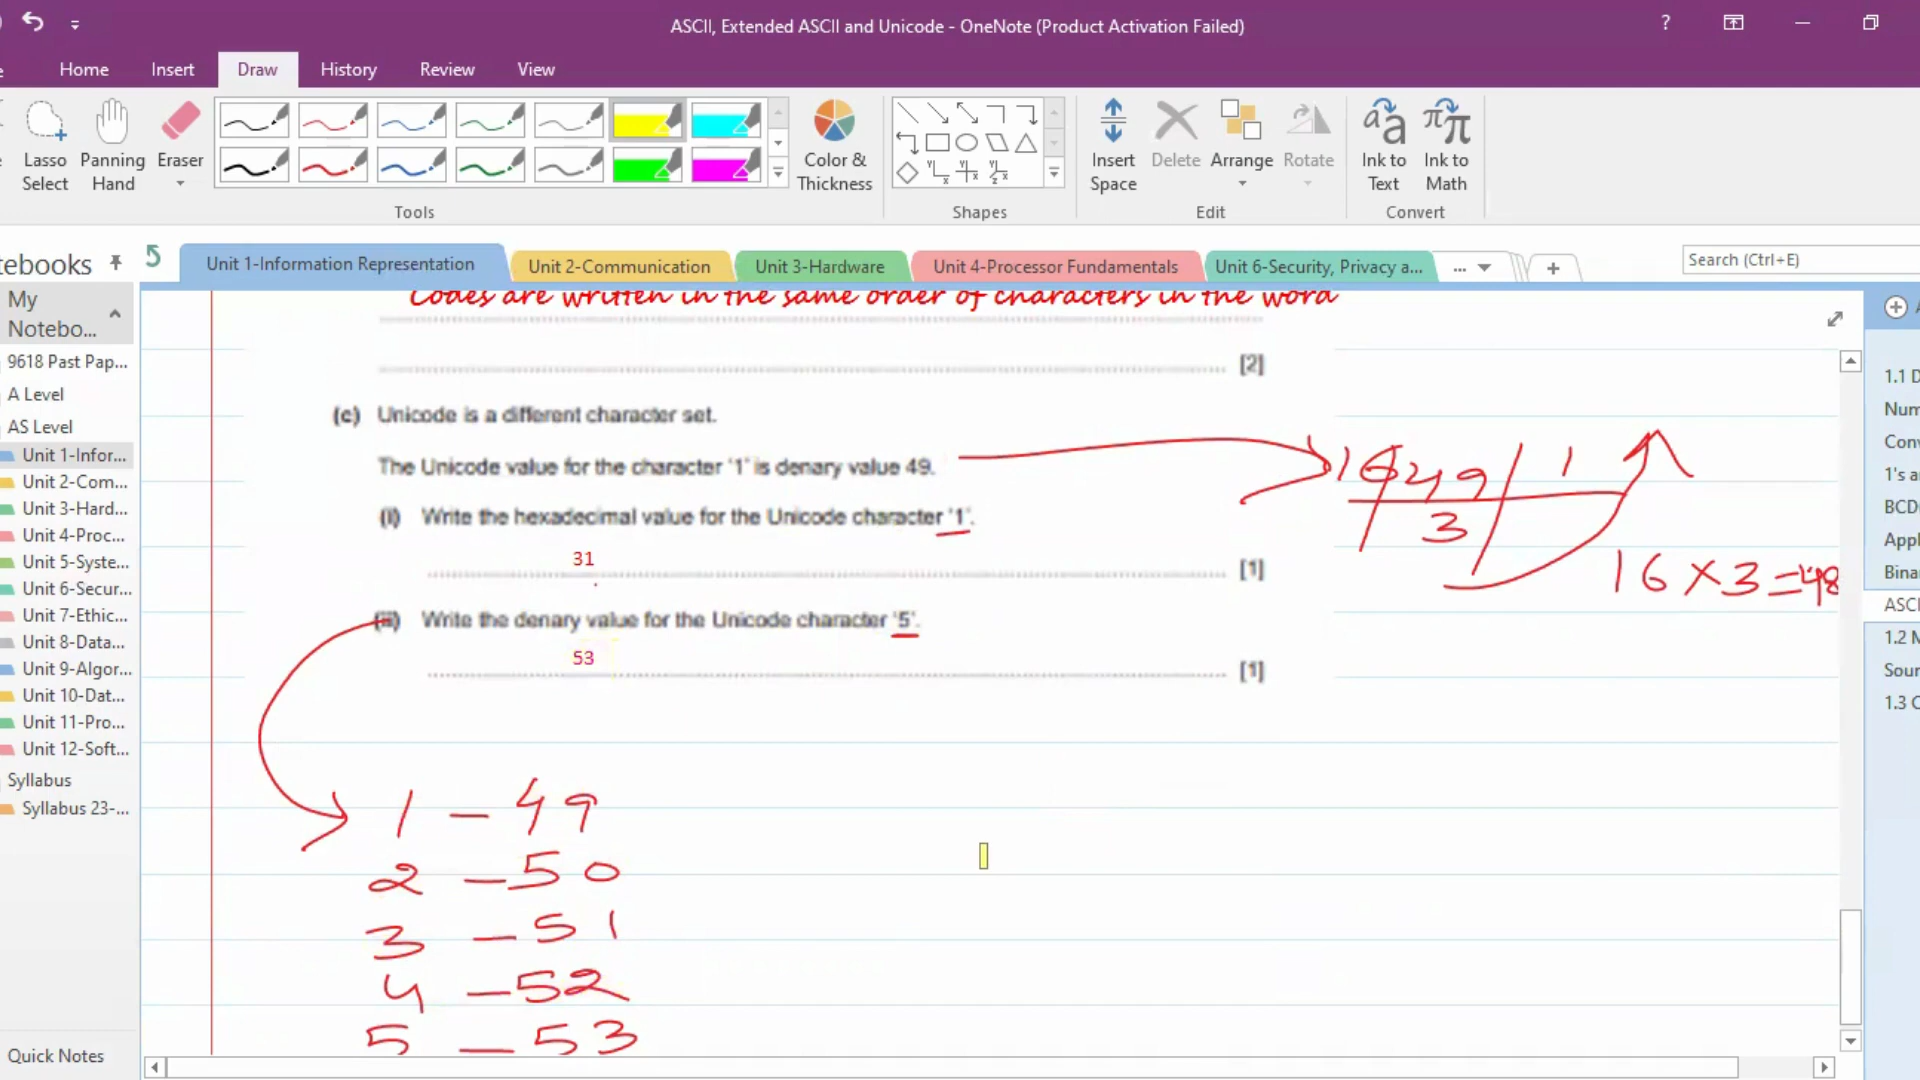 ASCII, Extended ASCII and Unicode - OneNote (Product Activation Failed)
?
Home Insert Draw History Review View
Lasso Select
Panning Hand
Eraser
Color & Thickness
Insert Space
Delete
Arrange
Rotate
Ink to Text
Ink to Math
Tools Shapes Edit Convert
tebooks
Unit 1-Information Representation
Unit 2-Communication
Unit 3-Hardware
Unit 4-Processor Fundamentals
Unit 6-Security, Privacy a...
...
Search (Ctrl+E)
My Notebo...
9618 Past Pap...
A Level
AS Level
Unit 1-Infor...
Unit 2-Com...
Unit 3-Hard...
Unit 4-Proc...
Unit 5-Syste...
Unit 6-Secur...
Unit 7-Ethic...
Unit 8-Data...
Unit 9-Algor...
Unit 10-Dat...
Unit 11-Pro...
Unit 12-Soft...
Syllabus
Syllabus 23-...
Quick Notes
Codes are written in the same order of characters in the word
[2]
(c) Unicode is a different character set.
The Unicode value for the character '1' is denary value 49.
(i) Write the hexadecimal value for the Unicode character '1'.
31
[1]
(ii) Write the denary value for the Unicode character '5'.
53
[1]
16 49 1
3
16 × 3 = 48
1 – 49
2 – 50
3 – 51
4 – 52
5 – 53
1.1 D
Num
Conv
1's a
BCD
Appl
Bina
ASCI
1.2 M
Sour
1.3 C